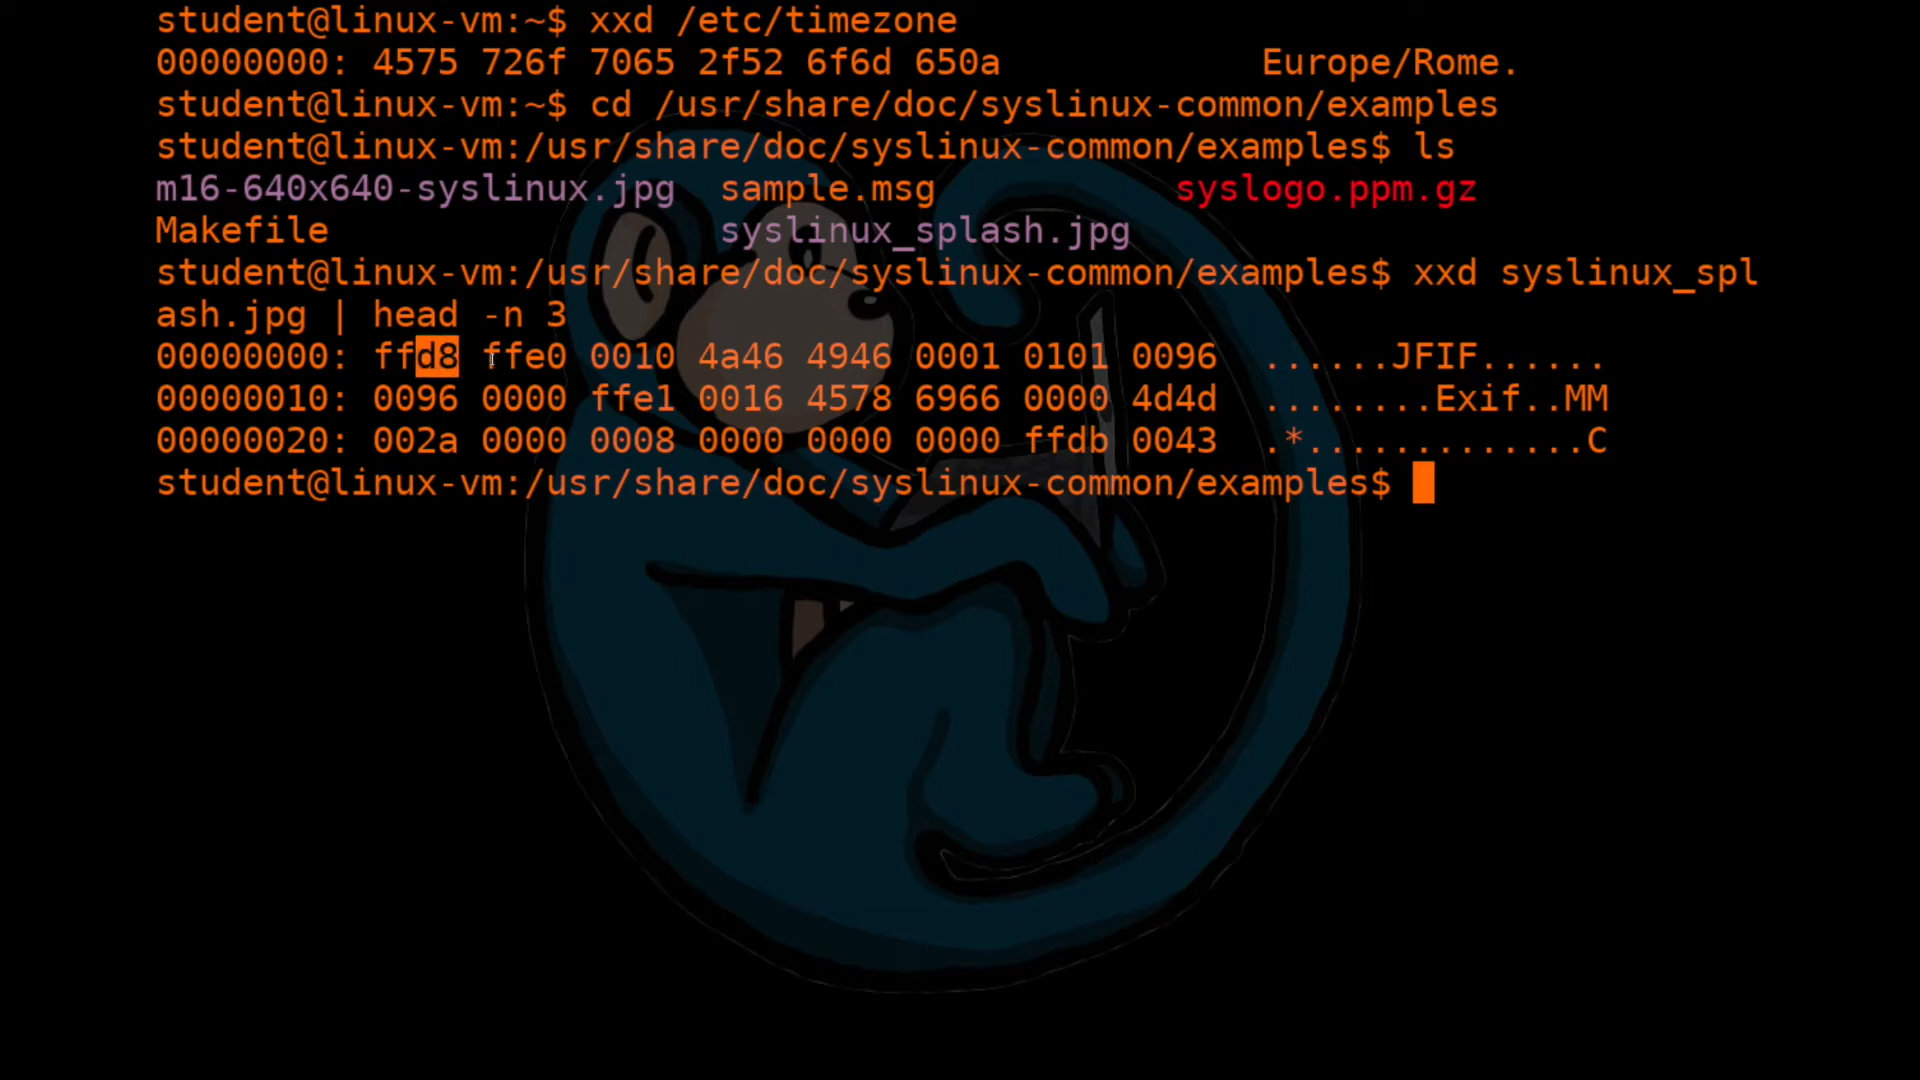 student@linux-vm:~$ xxd /etc/timezone
00000000: 4575 726f 7065 2f52 6f6d 650a            Europe/Rome.
student@linux-vm:~$ cd /usr/share/doc/syslinux-common/examples
student@linux-vm:/usr/share/doc/syslinux-common/examples$ ls
m16-640x640-syslinux.jpg  sample.msg           syslogo.ppm.gz
Makefile                  syslinux_splash.jpg
student@linux-vm:/usr/share/doc/syslinux-common/examples$ xxd syslinux_spl
ash.jpg | head -n 3
00000000: ffd8 ffe0 0010 4a46 4946 0001 0101 0096  ......JFIF......
00000010: 0096 0000 ffe1 0016 4578 6966 0000 4d4d  ........Exif..MM
00000020: 002a 0000 0008 0000 0000 0000 ffdb 0043  .*.............C
student@linux-vm:/usr/share/doc/syslinux-common/examples$